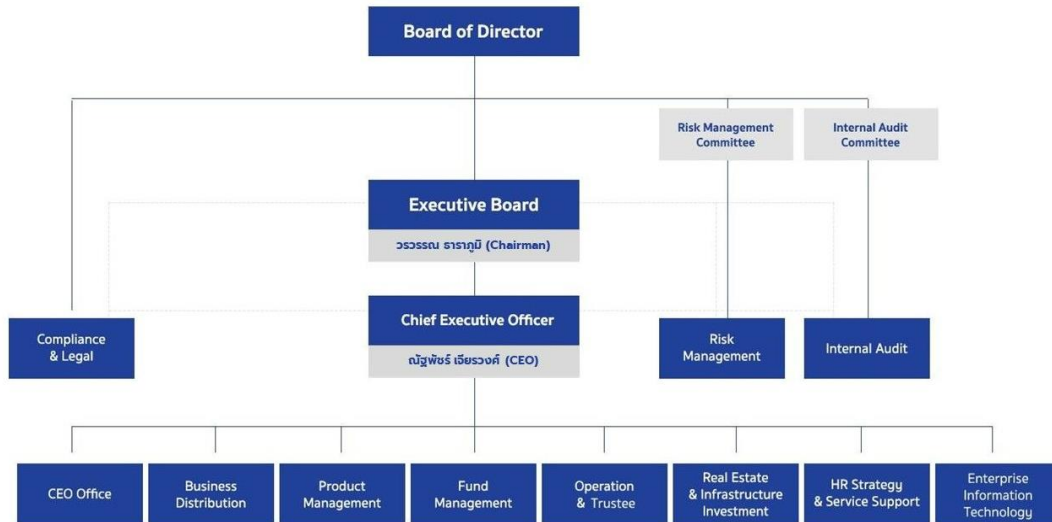 Board of Director
Risk Management
Committee
Internal Audit
Committee
Executive Board
วรวรรณ ธาราภูมิ (Chairman)
Chief Executive Officer
ณัฐพัชร์ เจียรวงศ์ (CEO)
Compliance
& Legal
Risk
Management
Internal Audit
CEO Office
Business
Distribution
Product
Management
Fund
Management
Operation
& Trustee
Real Estate
& Infrastructure
Investment
HR Strategy
& Service Support
Enterprise
Information
Technology